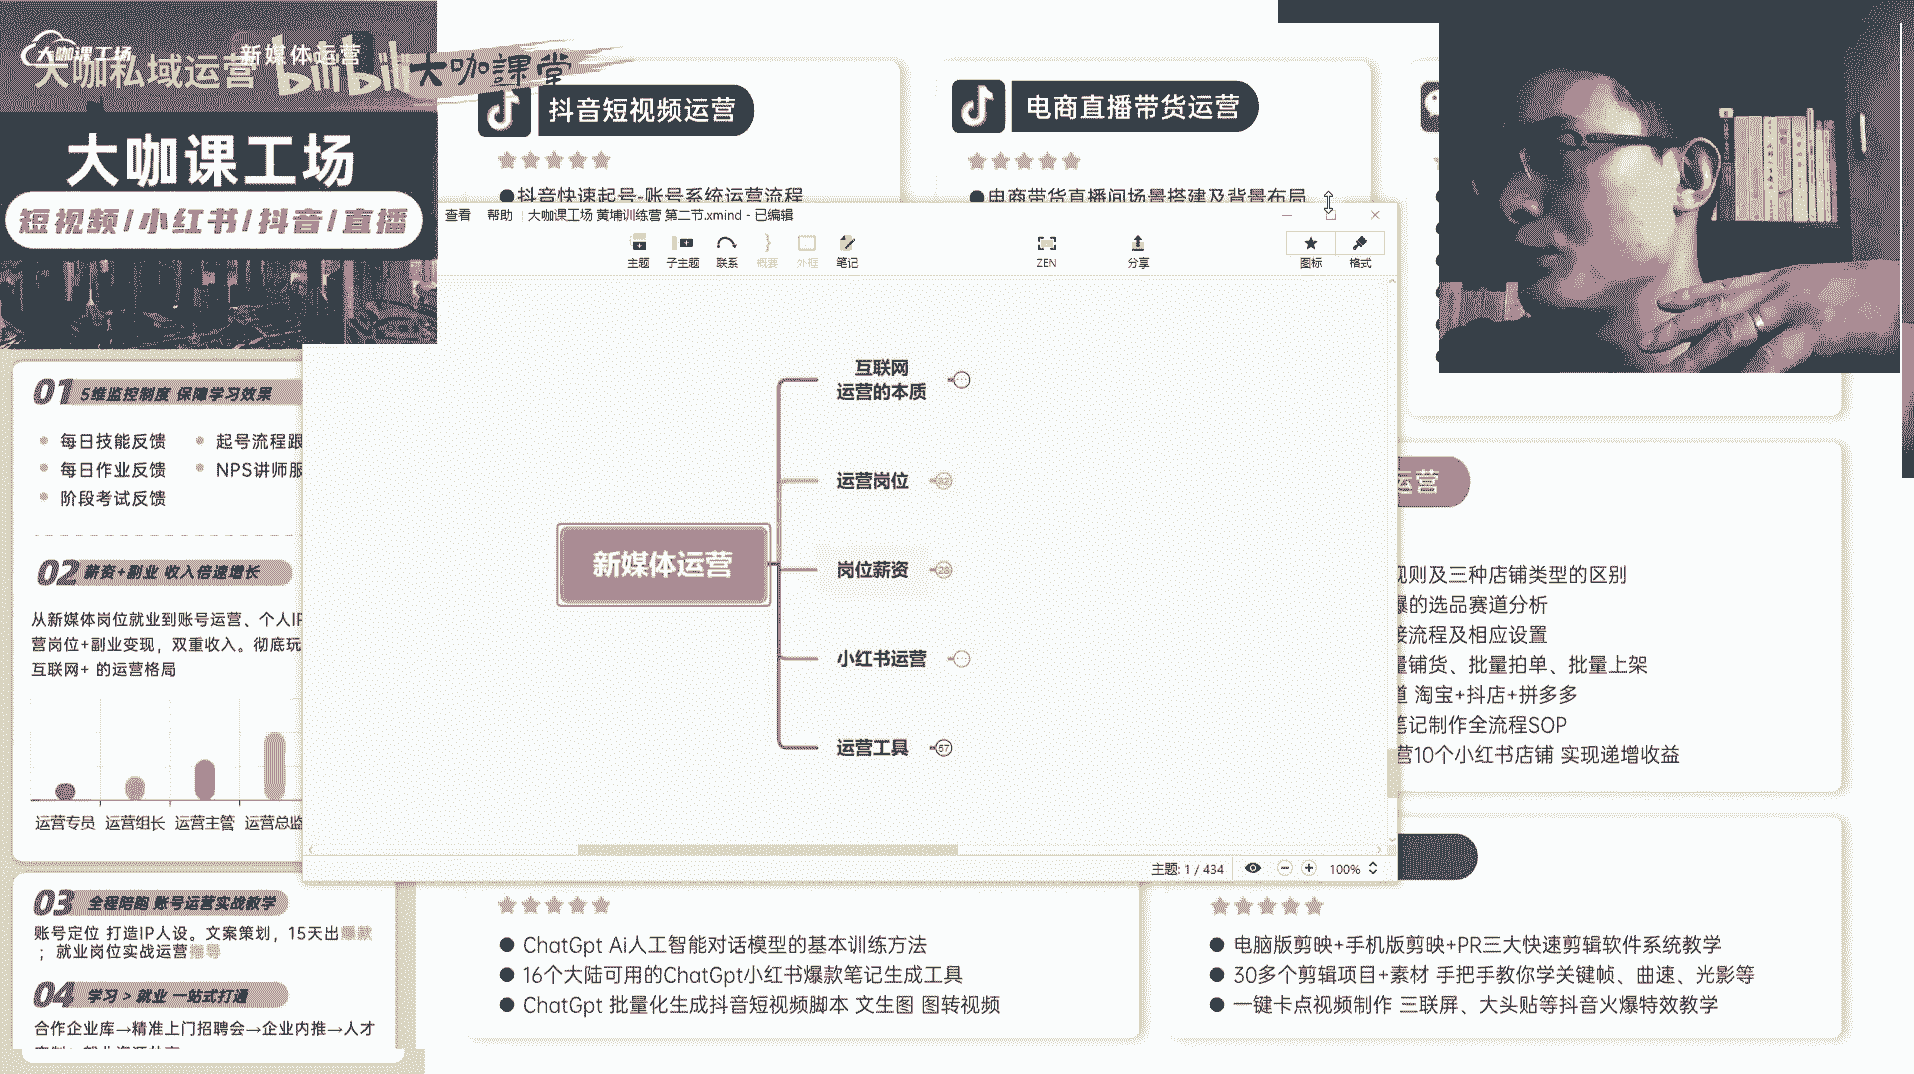 大咖课工场
新媒体运营
大咖私域运营
bilibili
大咖課堂
大咖课工场
短视频/小红书/抖音/直播
抖音短视频运营
●抖音快速起号-账号系统运营流程
电商直播带货运营
●电商带货直播间场景搭建及背景布局
查看 帮助 大咖课工场 黄埔训练营 第二节.xmind - 已编辑
主题 子主题 联系 概要 外框 笔记 ZEN 分享 图标 格式
新媒体运营
互联网
运营的本质
运营岗位
岗位薪资 28
小红书运营
运营工具 57
主题: 1 / 434
100%
01 5维监控制度 保障学习效果
每日技能反馈
起号流程跟
每日作业反馈
NPS讲师服
阶段考试反馈
02 薪资+副业 收入倍速增长
从新媒体岗位就业到账号运营、个人IP
营岗位+副业变现，双重收入。彻底玩
互联网+ 的运营格局
运营专员 运营组长 运营主管 运营总监
03 全程陪跑 账号运营实战教学
账号定位 打造IP人设。文案策划，15天出爆款
；就业岗位实战运营指导
04 学习 > 就业 一站式打通
合作企业库→精准上门招聘会→企业内推→人才
运营
规则及三种店铺类型的区别
爆的选品赛道分析
接流程及相应设置
量铺货、批量拍单、批量上架
道 淘宝+抖店+拼多多
笔记制作全流程SOP
营10个小红书店铺 实现递增收益
● ChatGpt Ai人工智能对话模型的基本训练方法
● 16个大陆可用的ChatGpt小红书爆款笔记生成工具
● ChatGpt 批量化生成抖音短视频脚本 文生图 图转视频
● 电脑版剪映+手机版剪映+PR三大快速剪辑软件系统教学
● 30多个剪辑项目+素材 手把手教你学关键帧、曲速、光影等
● 一键卡点视频制作 三联屏、大头贴等抖音火爆特效教学